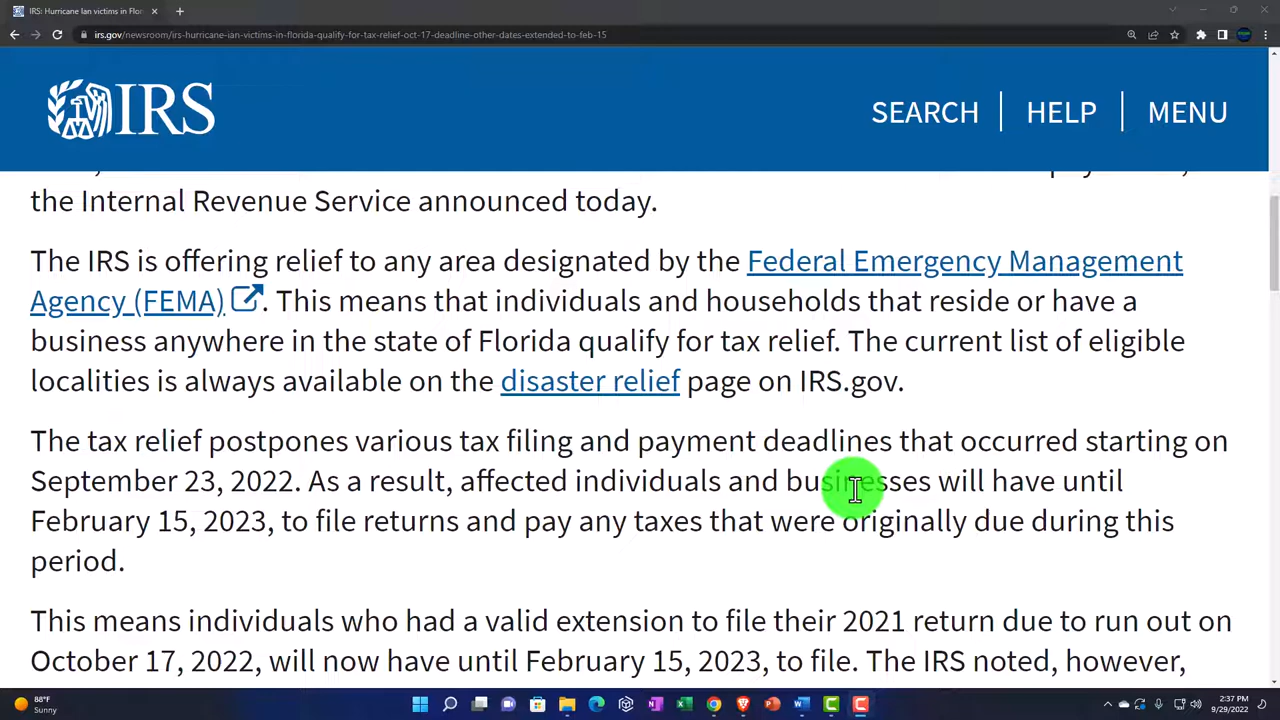 IRS: Hurricane Ian victims in Flo
irs.gov/newsroom/irs-hurricane-ian-victims-in-florida-qualify-for-tax-relief-oct-17-deadline-other-dates-extended-to-feb-15
IRS
SEARCH HELP MENU
the Internal Revenue Service announced today.
The IRS is offering relief to any area designated by the Federal Emergency Management
Agency (FEMA). This means that individuals and households that reside or have a
business anywhere in the state of Florida qualify for tax relief. The current list of eligible
localities is always available on the disaster relief page on IRS.gov.
The tax relief postpones various tax filing and payment deadlines that occurred starting on
September 23, 2022. As a result, affected individuals and businesses will have until
February 15, 2023, to file returns and pay any taxes that were originally due during this
period.
This means individuals who had a valid extension to file their 2021 return due to run out on
October 17, 2022, will now have until February 15, 2023, to file. The IRS noted, however,
88°F
Sunny
2:37 PM
9/29/2022